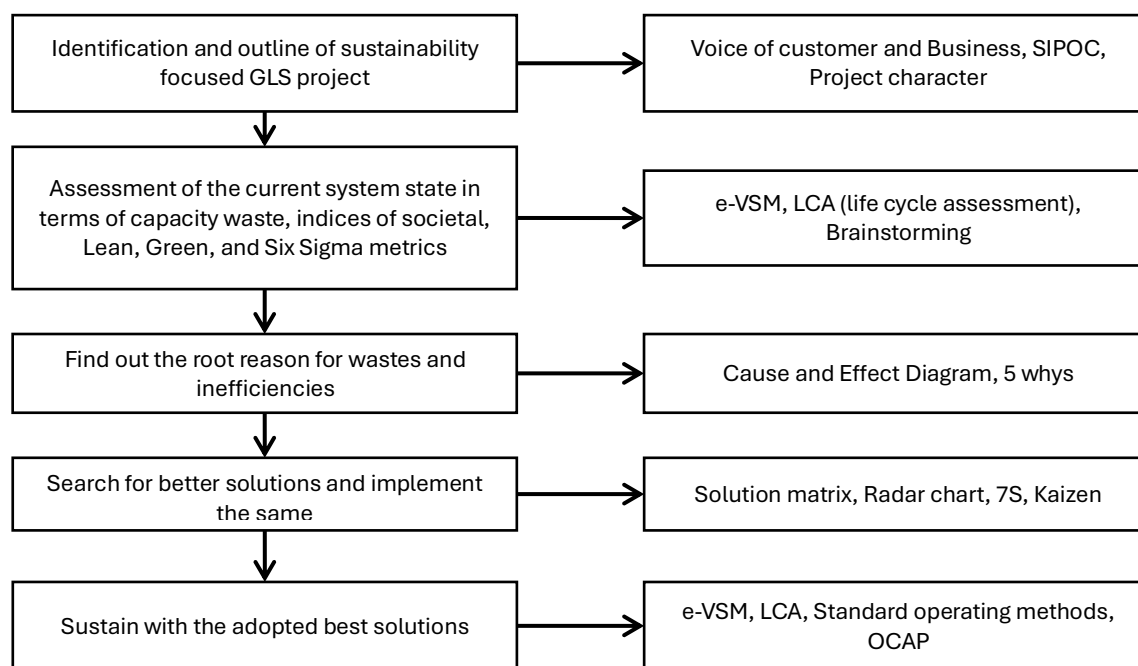 Identification and outline of sustainability
focused GLS project
Voice of customer and Business, SIPOC,
Project character
Assessment of the current system state in
terms of capacity waste, indices of societal,
Lean, Green, and Six Sigma metrics
e-VSM, LCA (life cycle assessment),
Brainstorming
Find out the root reason for wastes and
inefficiencies
Cause and Effect Diagram, 5 whys
Search for better solutions and implement
the same
Solution matrix, Radar chart, 7S, Kaizen
Sustain with the adopted best solutions
e-VSM, LCA, Standard operating methods,
OCAP